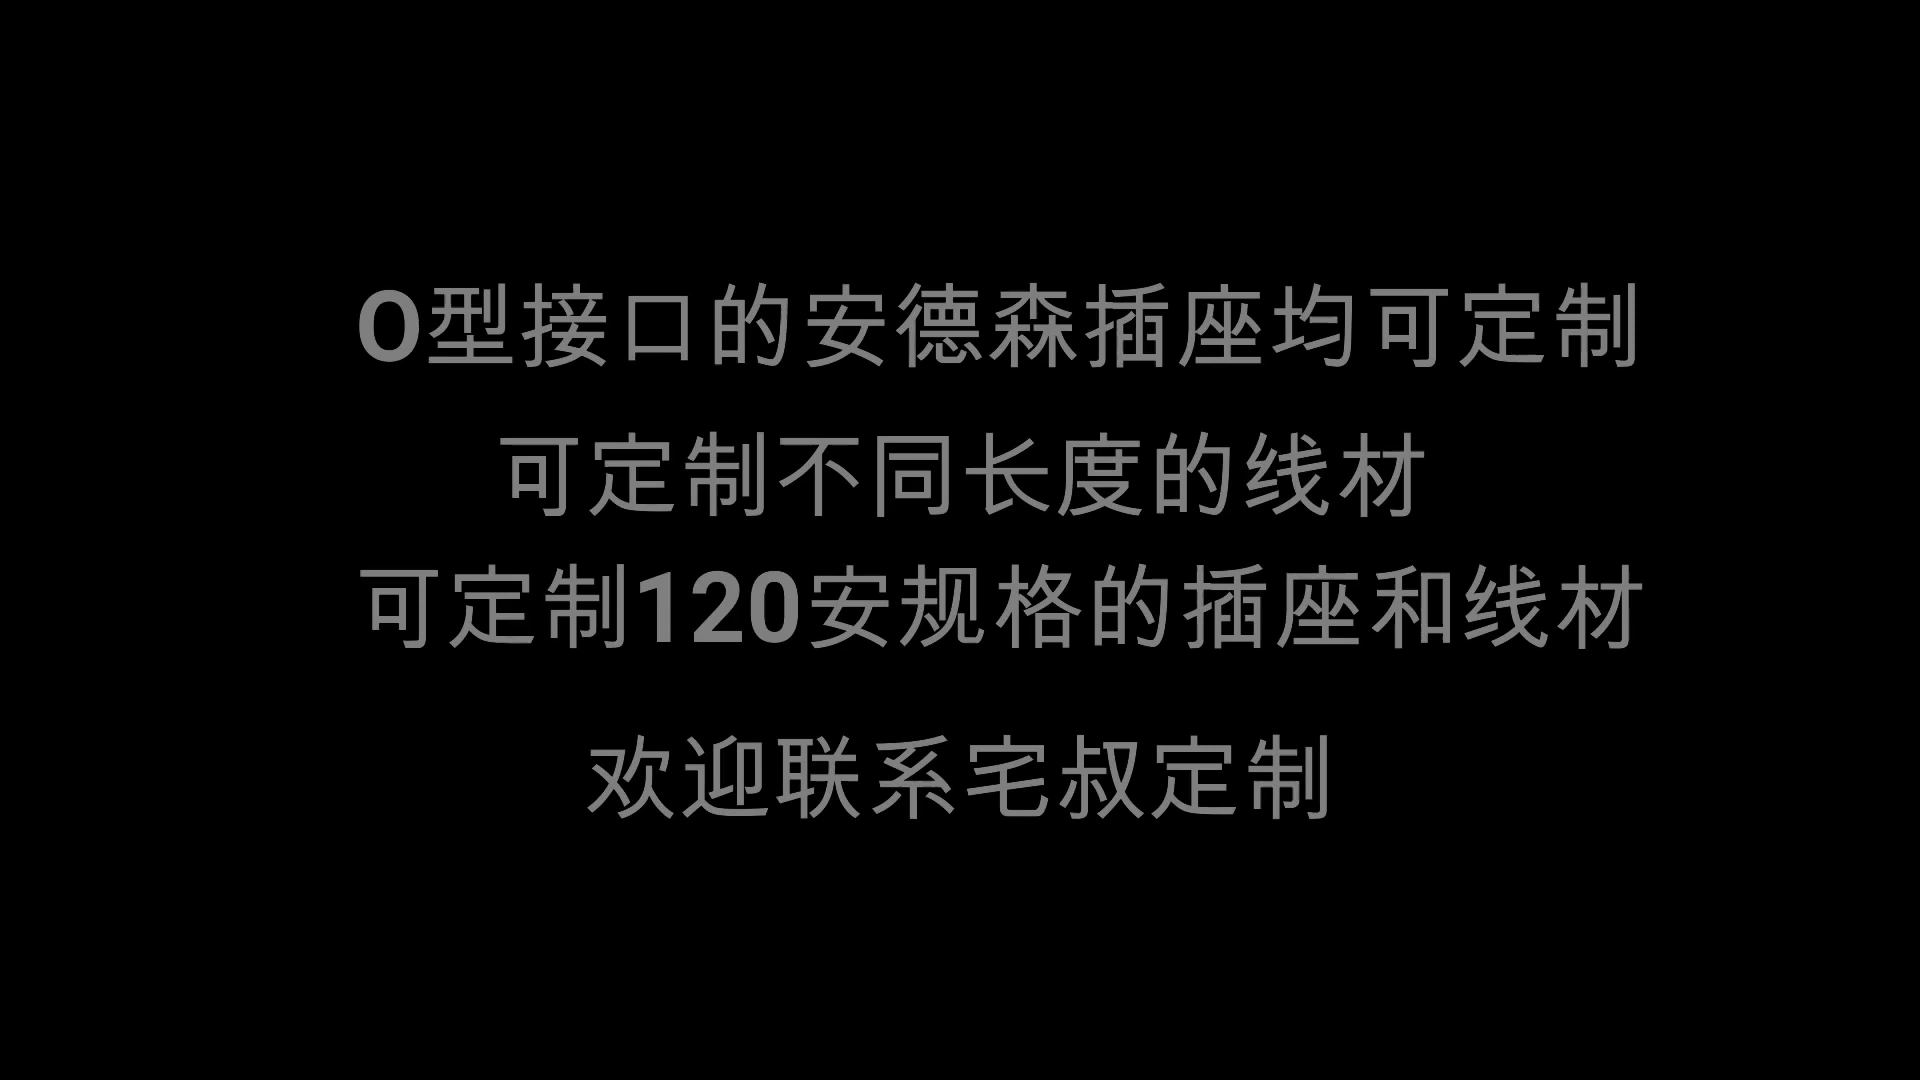 O型接口的安德森插座均可定制
可定制不同长度的线材
可定制120安规格的插座和线材
欢迎联系宅叔定制